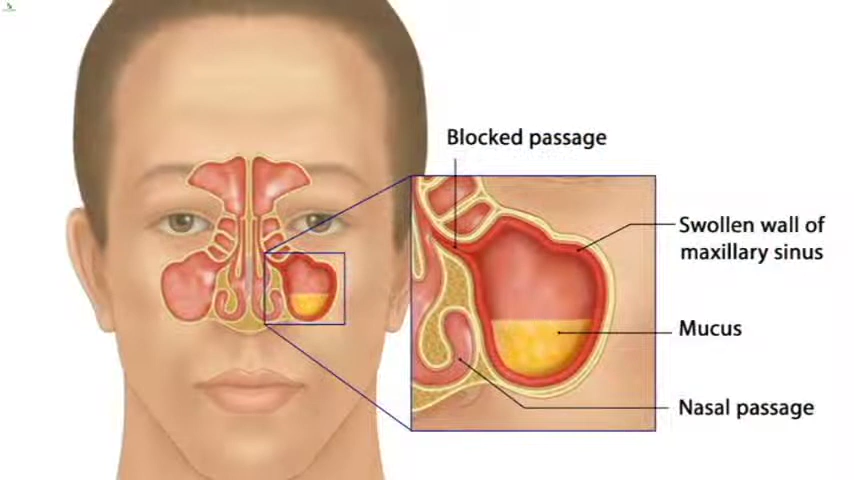 Blocked passage
Swollen wall of
maxillary sinus
Mucus
Nasal passage